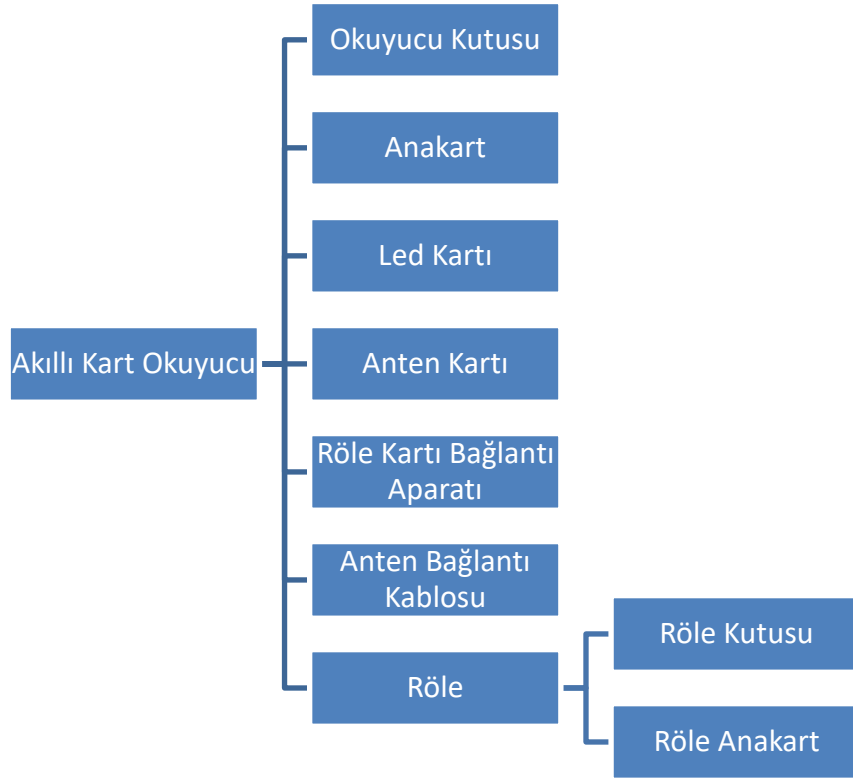 Okuyucu Kutusu
Anakart
Led Kartı
Akıllı Kart Okuyucu
Anten Kartı
Röle Kartı Bağlantı
Aparatı
Anten Bağlantı
Kablosu
Röle
Röle Kutusu
Röle Anakart